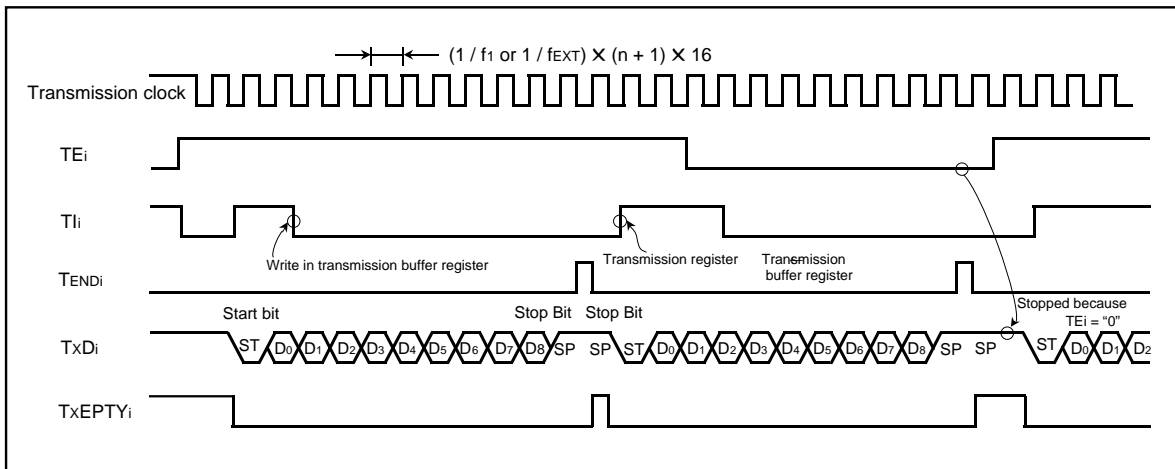 (1 / f1 or 1 / fEXT) X (n + 1) X 16
Transmission clock
TEi
TIi
Write in transmission buffer register
Transmission register
Transmission
buffer register
TENDi
Start bit
Stop Bit
Stop Bit
Stopped because
TEi = “0”
TxDi
ST D0 D1 D2 D3 D4 D5 D6 D7 D8 SP SP ST D0 D1 D2 D3 D4 D5 D6 D7 D8 SP SP ST D0 D1 D2
TxEPTYi